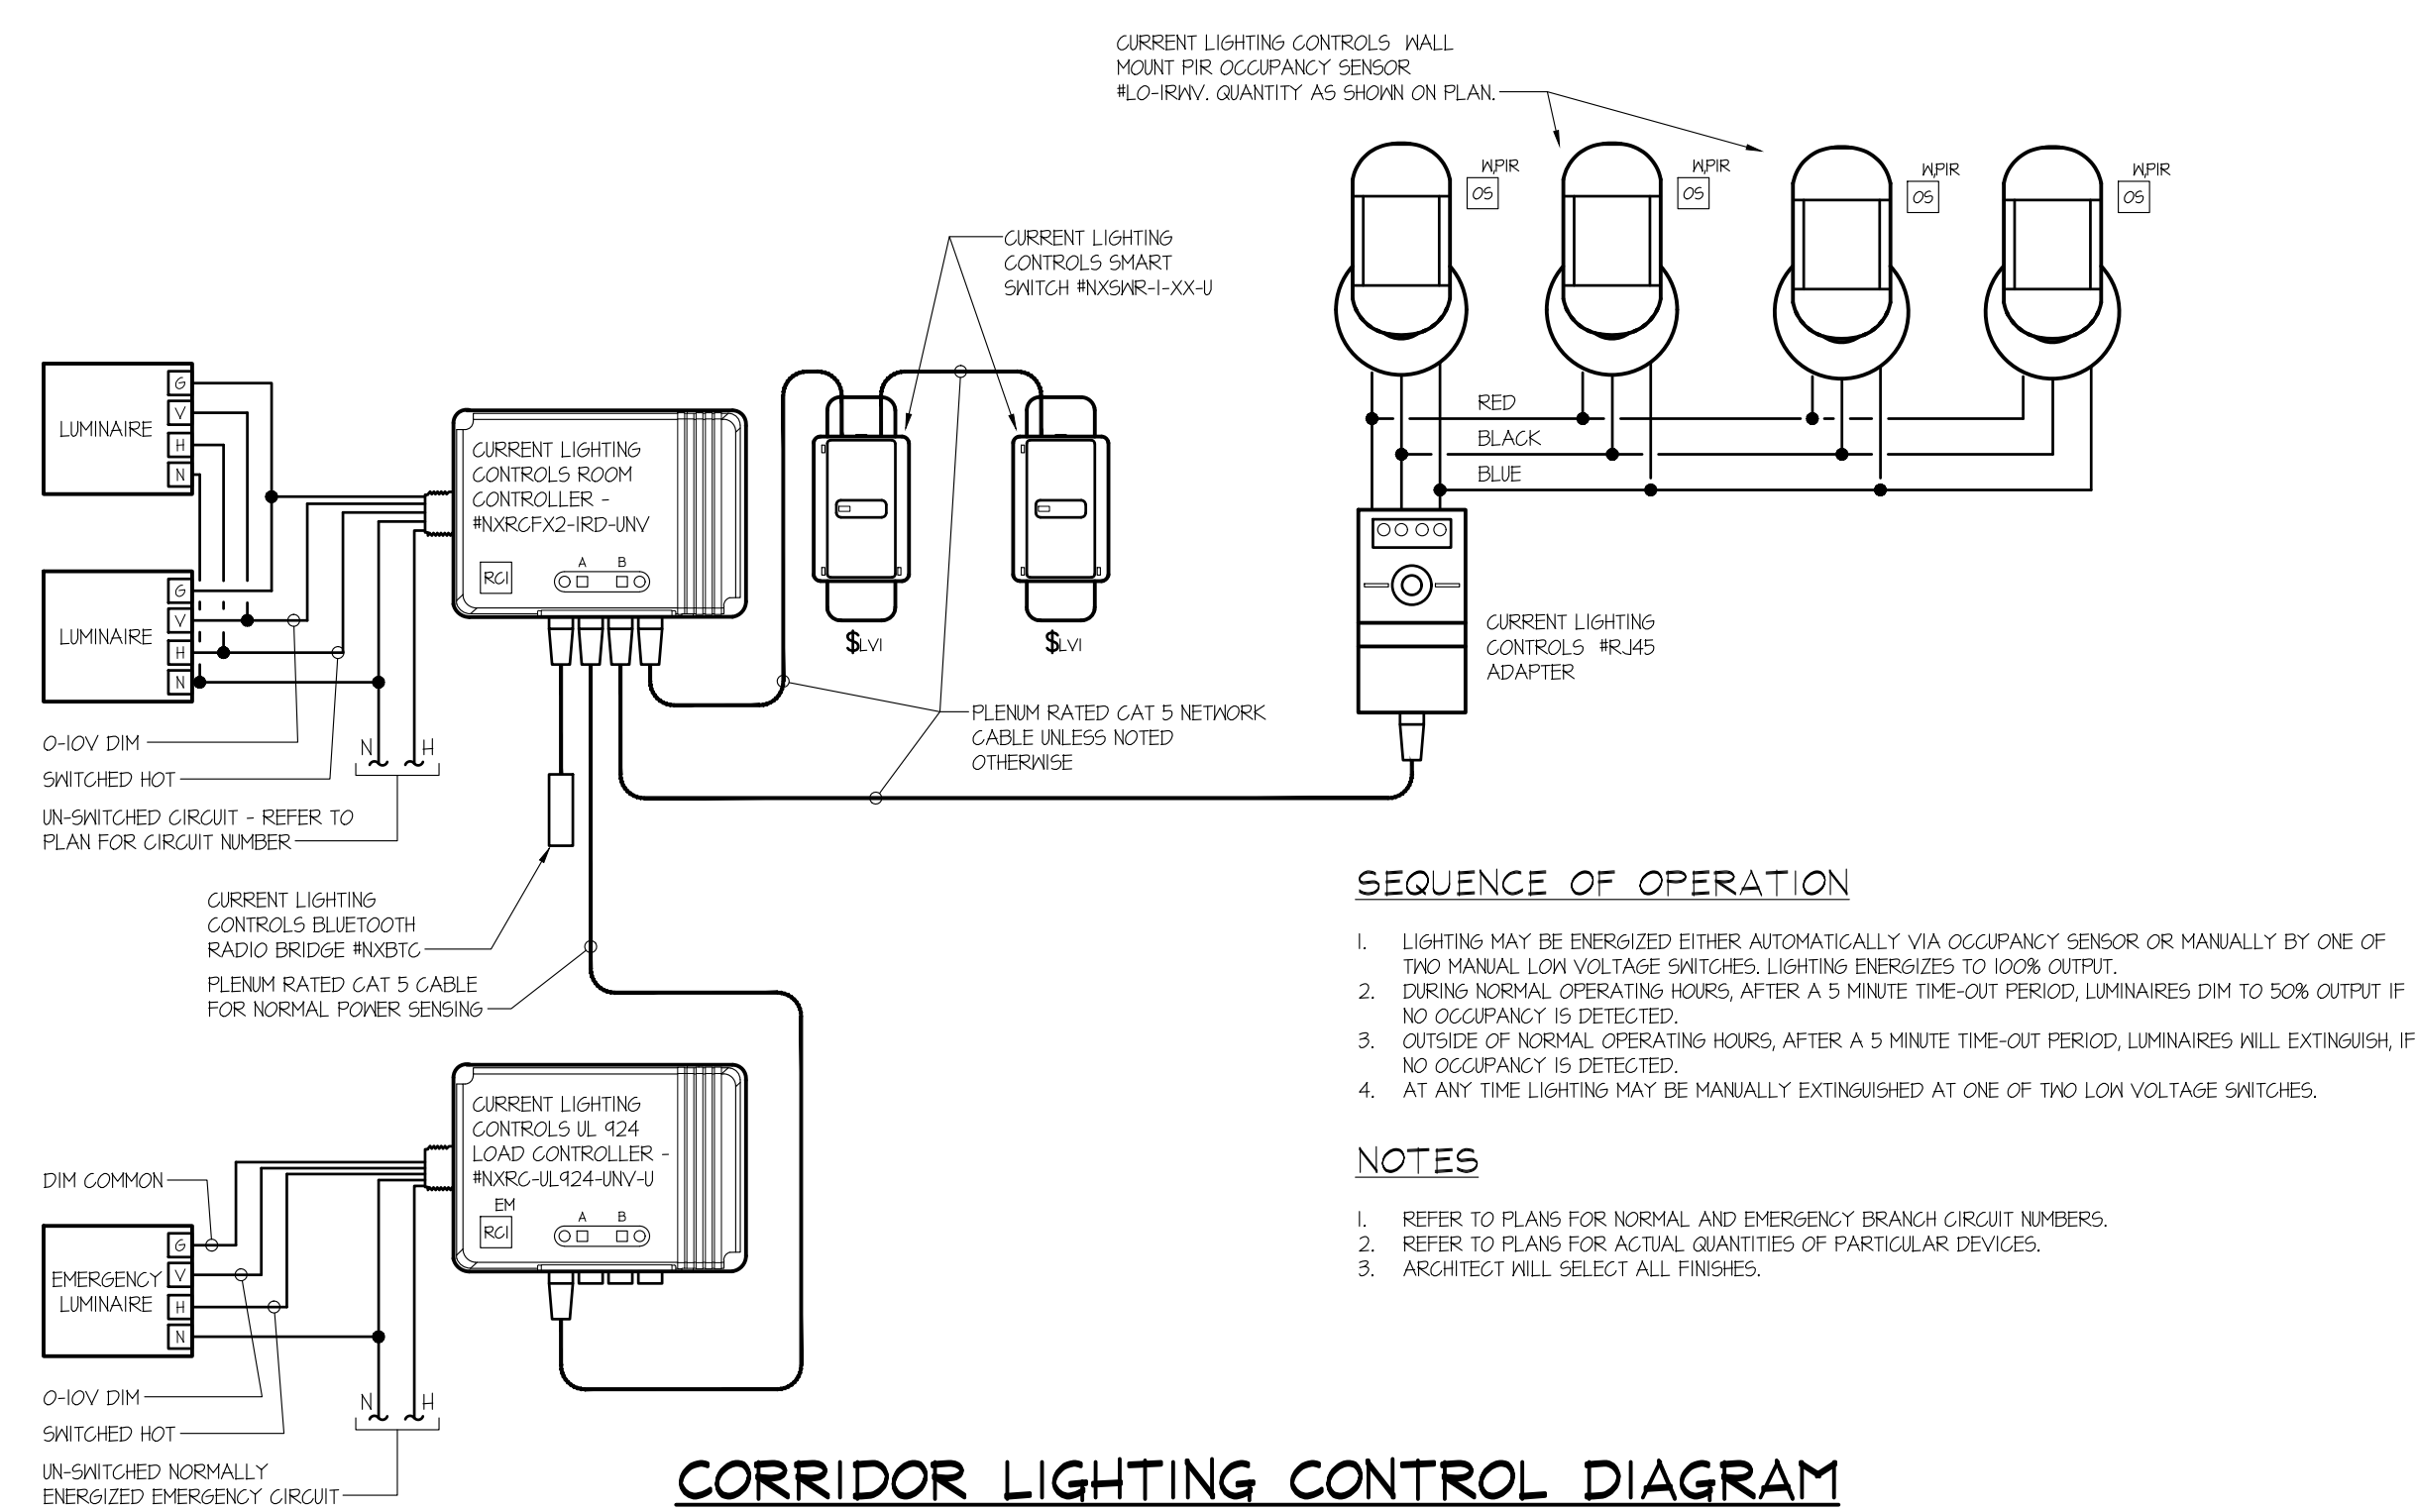 CURRENT LIGHTING CONTROLS WALL
MOUNT PIR OCCUPANCY SENSOR
#LO-IRWV. QUANTITY AS SHOWN ON PLAN.
W,PIR
OS
W,PIR
OS
W,PIR
OS
W,PIR
OS
CURRENT LIGHTING
CONTROLS SMART
SWITCH #NXSWR-1-XX-U
RED
BLACK
BLUE
LUMINAIRE
G
V
H
N
CURRENT LIGHTING
CONTROLS ROOM
CONTROLLER -
#NXRCFX2-1RD-UNV
RC1
A B
LUMINAIRE
G
V
H
N
$LV1
$LV1
CURRENT LIGHTING
CONTROLS #RJ45
ADAPTER
PLENUM RATED CAT 5 NETWORK
CABLE UNLESS NOTED
OTHERWISE
0-10V DIM
SWITCHED HOT
N H
UN-SWITCHED CIRCUIT - REFER TO
PLAN FOR CIRCUIT NUMBER
CURRENT LIGHTING
CONTROLS BLUETOOTH
RADIO BRIDGE #NXBTC
PLENUM RATED CAT 5 CABLE
FOR NORMAL POWER SENSING
SEQUENCE OF OPERATION
1. LIGHTING MAY BE ENERGIZED EITHER AUTOMATICALLY VIA OCCUPANCY SENSOR OR MANUALLY BY ONE OF
TWO MANUAL LOW VOLTAGE SWITCHES. LIGHTING ENERGIZES TO 100% OUTPUT.
2. DURING NORMAL OPERATING HOURS, AFTER A 5 MINUTE TIME-OUT PERIOD, LUMINAIRES DIM TO 50% OUTPUT IF
NO OCCUPANCY IS DETECTED.
3. OUTSIDE OF NORMAL OPERATING HOURS, AFTER A 5 MINUTE TIME-OUT PERIOD, LUMINAIRES WILL EXTINGUISH, IF
NO OCCUPANCY IS DETECTED.
4. AT ANY TIME LIGHTING MAY BE MANUALLY EXTINGUISHED AT ONE OF TWO LOW VOLTAGE SWITCHES.
NOTES
1. REFER TO PLANS FOR NORMAL AND EMERGENCY BRANCH CIRCUIT NUMBERS.
2. REFER TO PLANS FOR ACTUAL QUANTITIES OF PARTICULAR DEVICES.
3. ARCHITECT WILL SELECT ALL FINISHES.
CURRENT LIGHTING
CONTROLS UL 924
LOAD CONTROLLER -
#NXRC-UL924-UNV-U
EM
RC1
A B
DIM COMMON
EMERGENCY
LUMINAIRE
G
V
H
N
0-10V DIM
SWITCHED HOT
N H
UN-SWITCHED NORMALLY
ENERGIZED EMERGENCY CIRCUIT
CORRIDOR LIGHTING CONTROL DIAGRAM